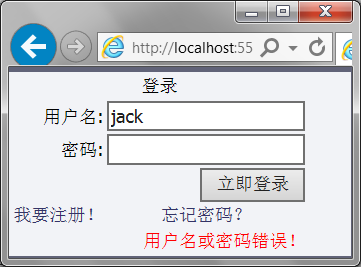 http://localhost:55
登录
用户名: jack
密码:
立即登录
我要注册! 忘记密码?
用户名或密码错误!